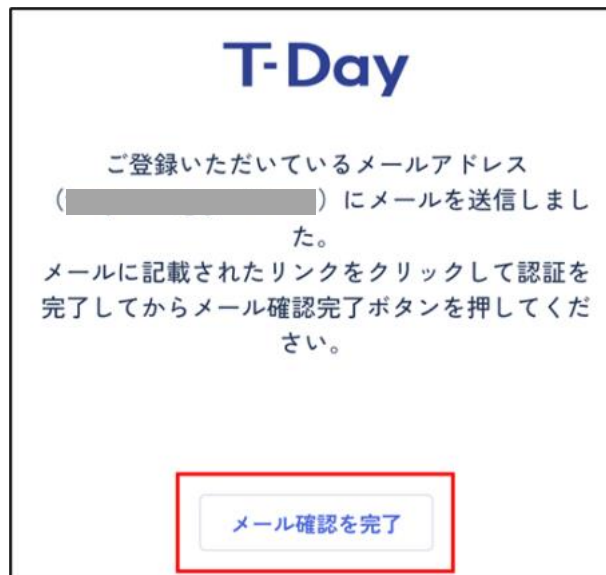 T-Day
ご登録いただいているメールアドレス
（ ）にメールを送信しまし
た。
メールに記載されたリンクをクリックして認証を
完了してからメール確認完了ボタンを押してくだ
さい。
メール確認を完了